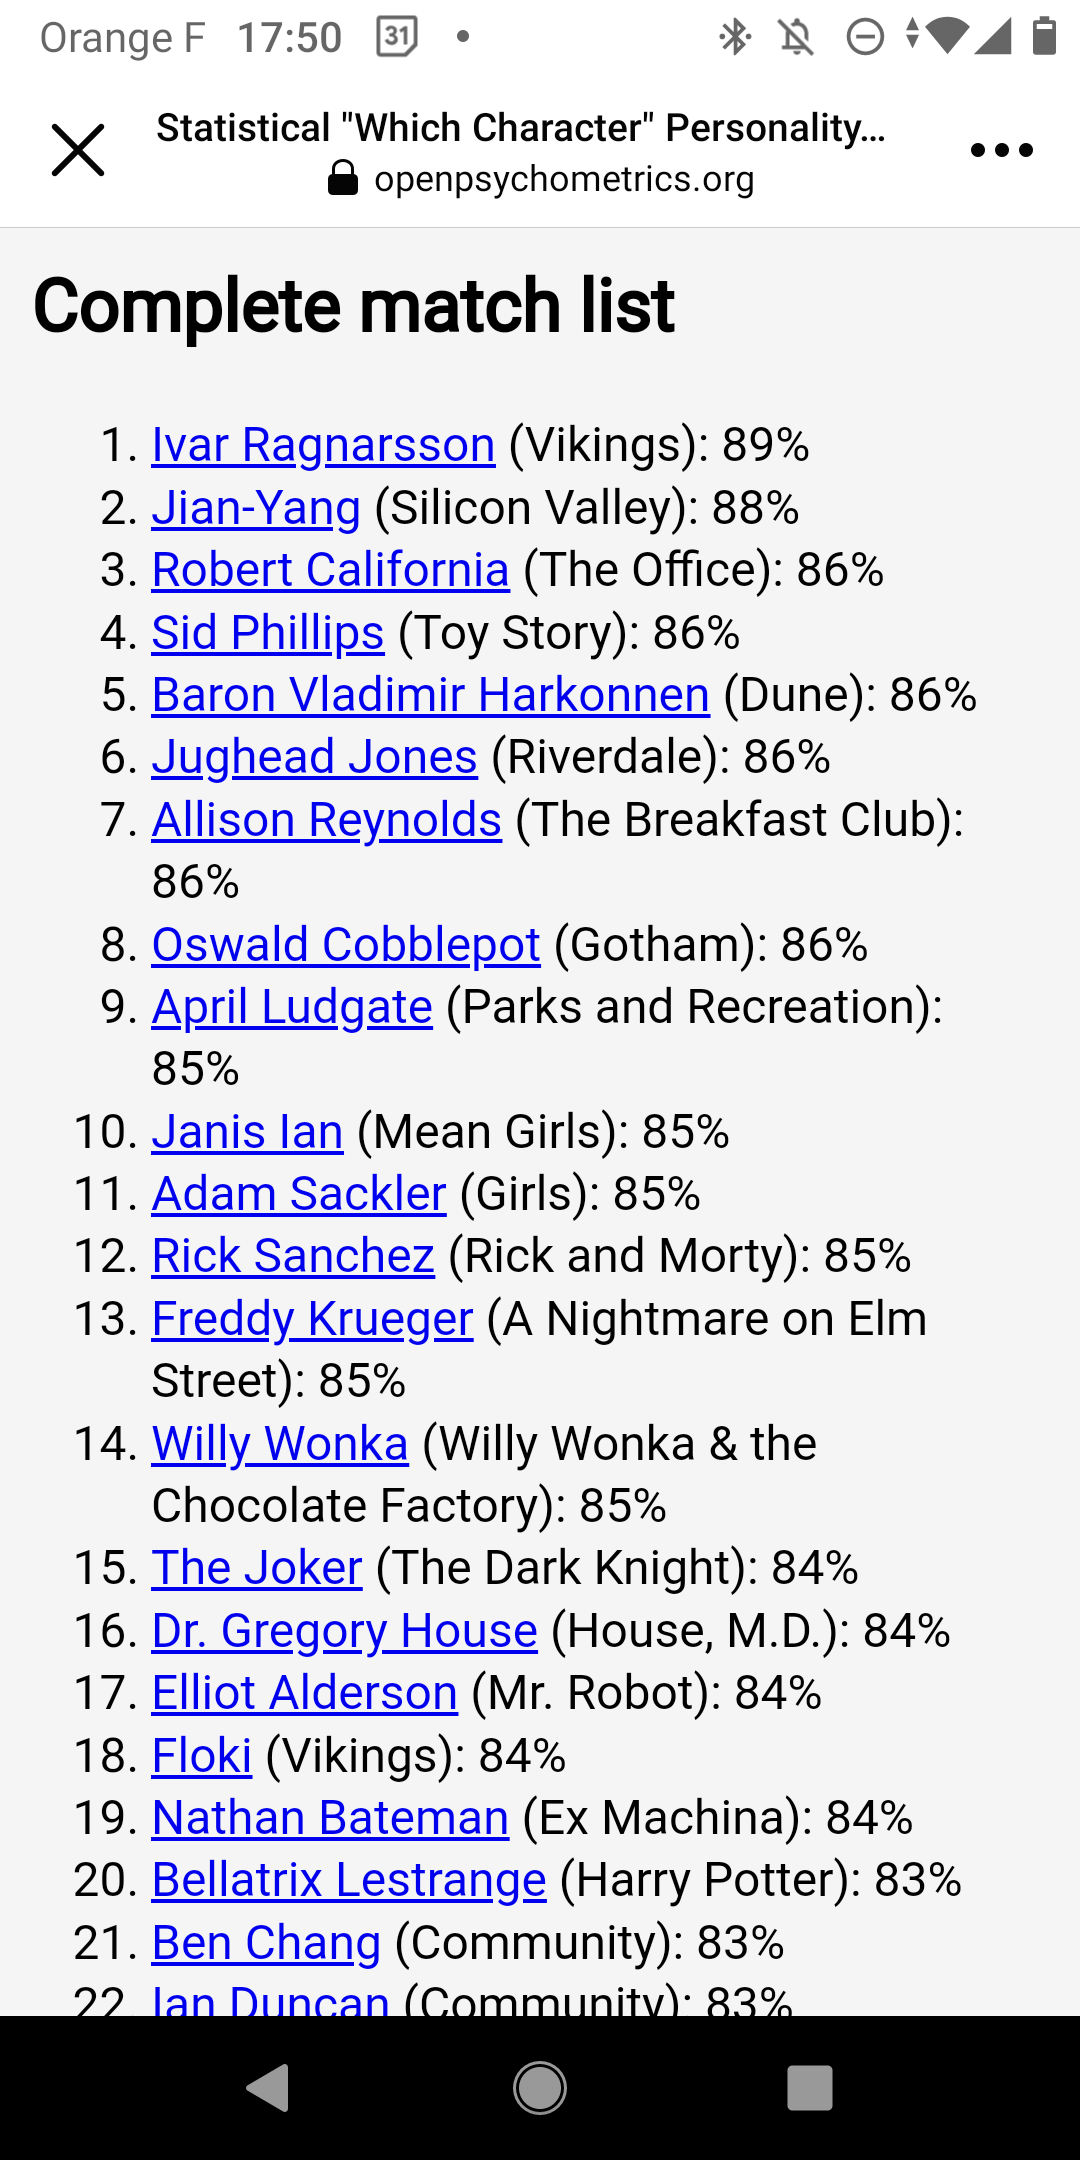 Orange F 17:50 31
Statistical "Which Character" Personality...
openpsychometrics.org
Complete match list
1. Ivar Ragnarsson (Vikings): 89%
2. Jian-Yang (Silicon Valley): 88%
3. Robert California (The Office): 86%
4. Sid Phillips (Toy Story): 86%
5. Baron Vladimir Harkonnen (Dune): 86%
6. Jughead Jones (Riverdale): 86%
7. Allison Reynolds (The Breakfast Club):
86%
8. Oswald Cobblepot (Gotham): 86%
9. April Ludgate (Parks and Recreation):
85%
10. Janis Ian (Mean Girls): 85%
11. Adam Sackler (Girls): 85%
12. Rick Sanchez (Rick and Morty): 85%
13. Freddy Krueger (A Nightmare on Elm
Street): 85%
14. Willy Wonka (Willy Wonka & the
Chocolate Factory): 85%
15. The Joker (The Dark Knight): 84%
16. Dr. Gregory House (House, M.D.): 84%
17. Elliot Alderson (Mr. Robot): 84%
18. Floki (Vikings): 84%
19. Nathan Bateman (Ex Machina): 84%
20. Bellatrix Lestrange (Harry Potter): 83%
21. Ben Chang (Community): 83%
22. Ian Duncan (Community): 83%